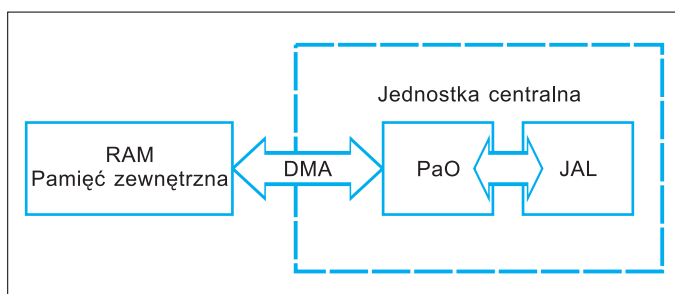 Jednostka centralna
RAM
Pamięć zewnętrzna
DMA
PaO
JAL